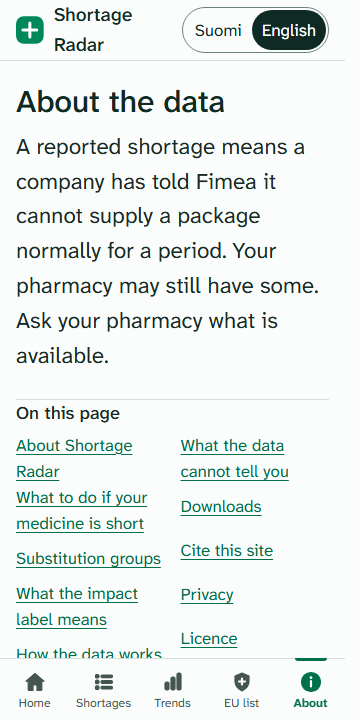 Shortage
Radar
Suomi
English
About the data
A reported shortage means a
company has told Fimea it
cannot supply a package
normally for a period. Your
pharmacy may still have some.
Ask your pharmacy what is
available.
On this page
About Shortage
Radar
What to do if your
medicine is short
Substitution groups
What the impact
label means
How the data works
What the data
cannot tell you
Downloads
Cite this site
Privacy
Licence
Home
Shortages
Trends
EU list
About